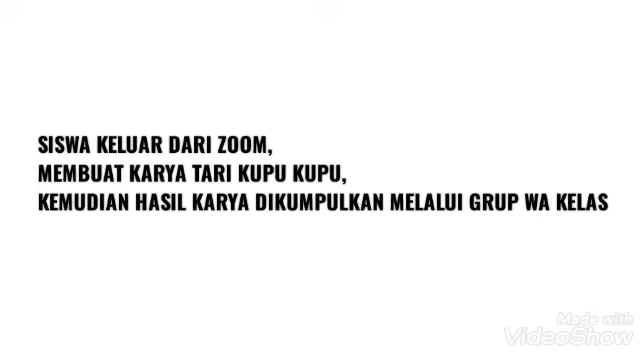 SISWA KELUAR DARI ZOOM,
MEMBUAT KARYA TARI KUPU KUPU,
KEMUDIAN HASIL KARYA DIKUMPULKAN MELALUI GRUP WA KELAS
Made with
VideoShow